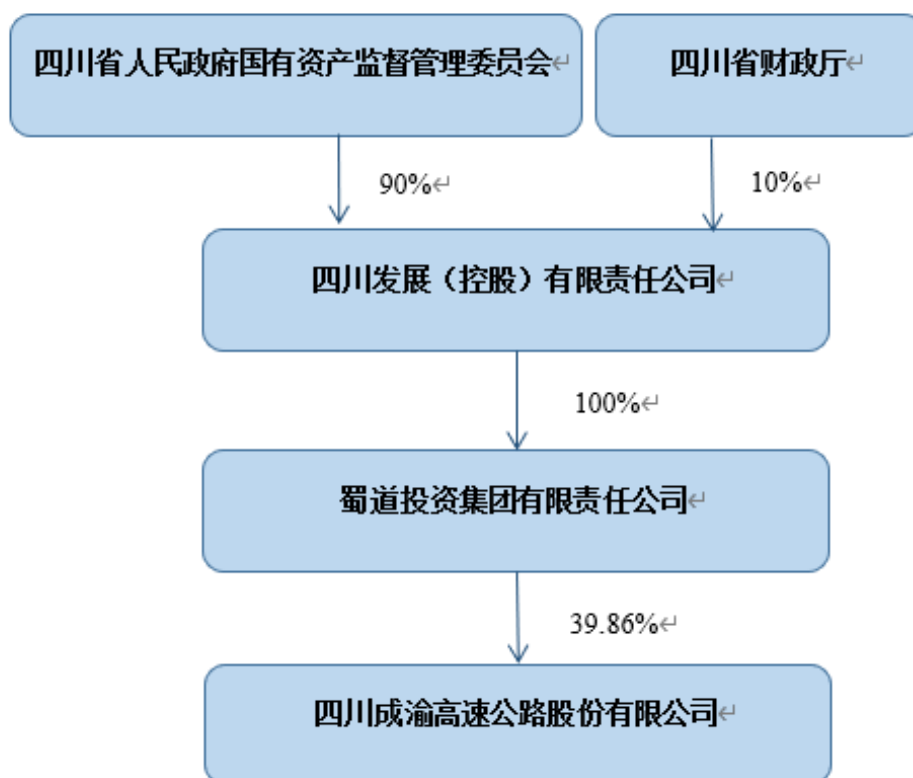 四川省人民政府国有资产监督管理委员会↵
四川省财政厅↵
90%↵
10%↵
四川发展（控股）有限责任公司↵
100%↵
蜀道投资集团有限责任公司↵
39.86%↵
四川成渝高速公路股份有限公司↵